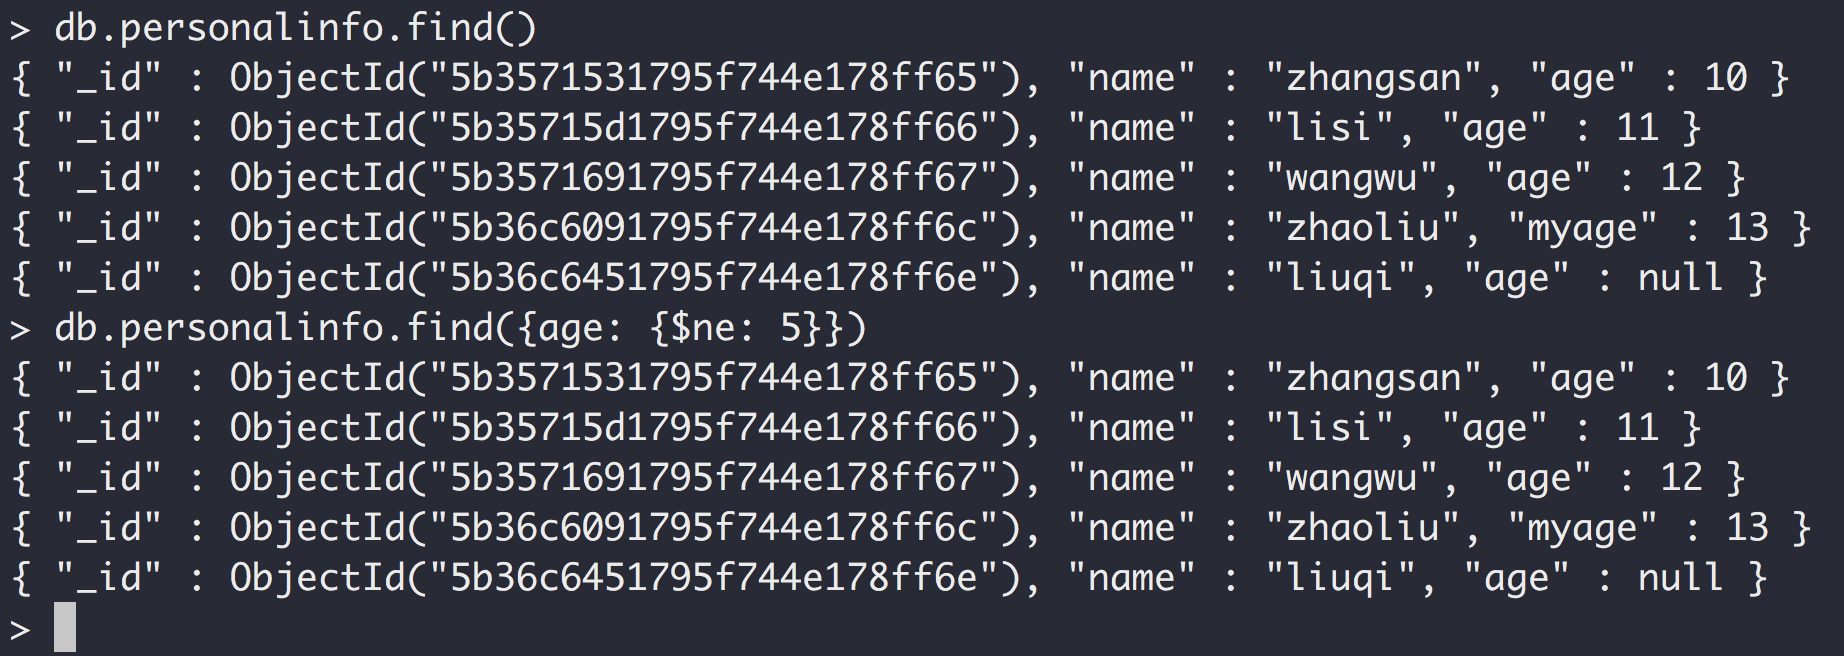 > db.personalinfo.find()
{ "_id" : ObjectId("5b3571531795f744e178ff65"), "name" : "zhangsan", "age" : 10 }
{ "_id" : ObjectId("5b35715d1795f744e178ff66"), "name" : "lisi", "age" : 11 }
{ "_id" : ObjectId("5b3571691795f744e178ff67"), "name" : "wangwu", "age" : 12 }
{ "_id" : ObjectId("5b36c6091795f744e178ff6c"), "name" : "zhaoliu", "myage" : 13 }
{ "_id" : ObjectId("5b36c6451795f744e178ff6e"), "name" : "liuqi", "age" : null }
> db.personalinfo.find({age: {$ne: 5}})
{ "_id" : ObjectId("5b3571531795f744e178ff65"), "name" : "zhangsan", "age" : 10 }
{ "_id" : ObjectId("5b35715d1795f744e178ff66"), "name" : "lisi", "age" : 11 }
{ "_id" : ObjectId("5b3571691795f744e178ff67"), "name" : "wangwu", "age" : 12 }
{ "_id" : ObjectId("5b36c6091795f744e178ff6c"), "name" : "zhaoliu", "myage" : 13 }
{ "_id" : ObjectId("5b36c6451795f744e178ff6e"), "name" : "liuqi", "age" : null }
>